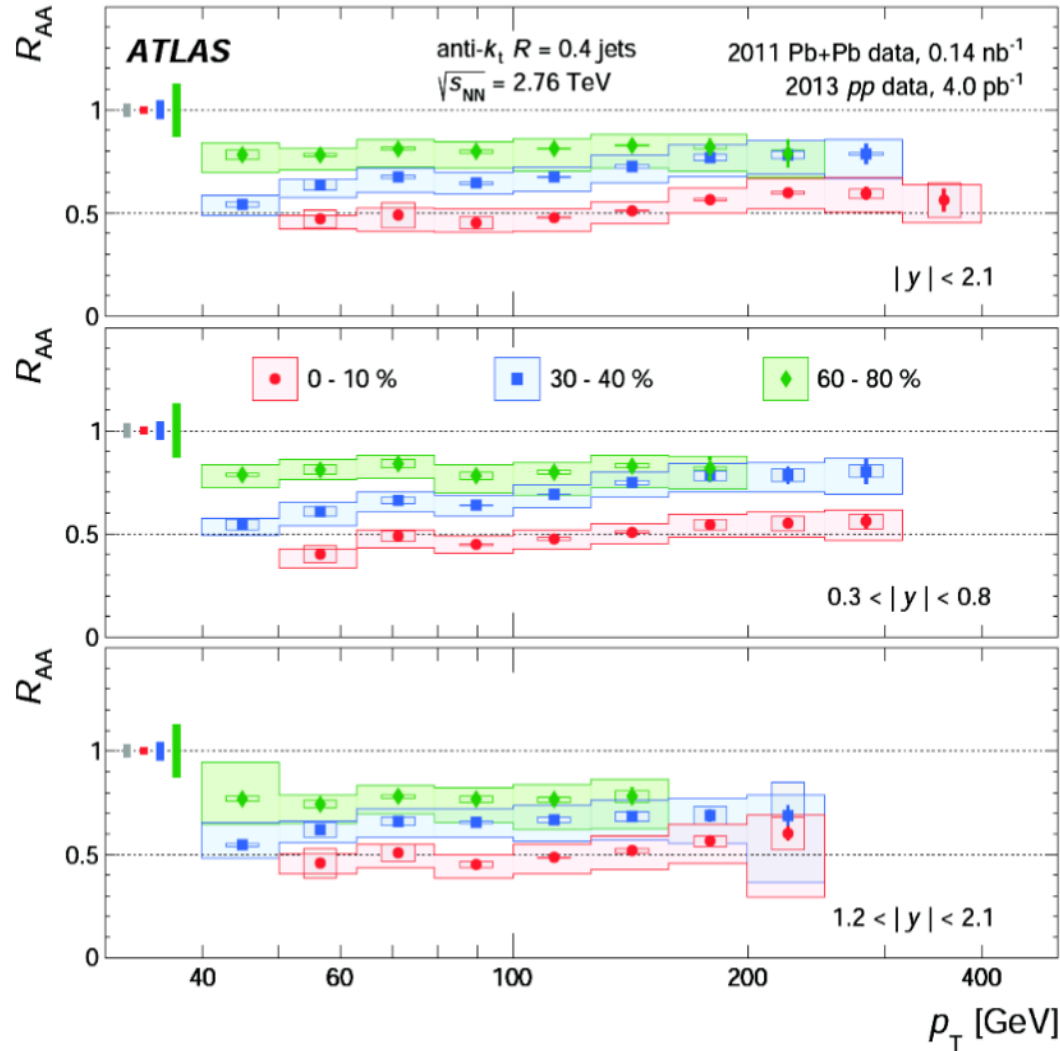 R_AA
ATLAS
anti-k_t R = 0.4 jets
√s_NN = 2.76 TeV
2011 Pb+Pb data, 0.14 nb⁻¹
2013 pp data, 4.0 pb⁻¹
1
0.5
| y | < 2.1
0
R_AA
0 - 10 %
30 - 40 %
60 - 80 %
1
0.5
0.3 < | y | < 0.8
0
R_AA
1
0.5
1.2 < | y | < 2.1
0
40 60 100 200 400
p_T [GeV]